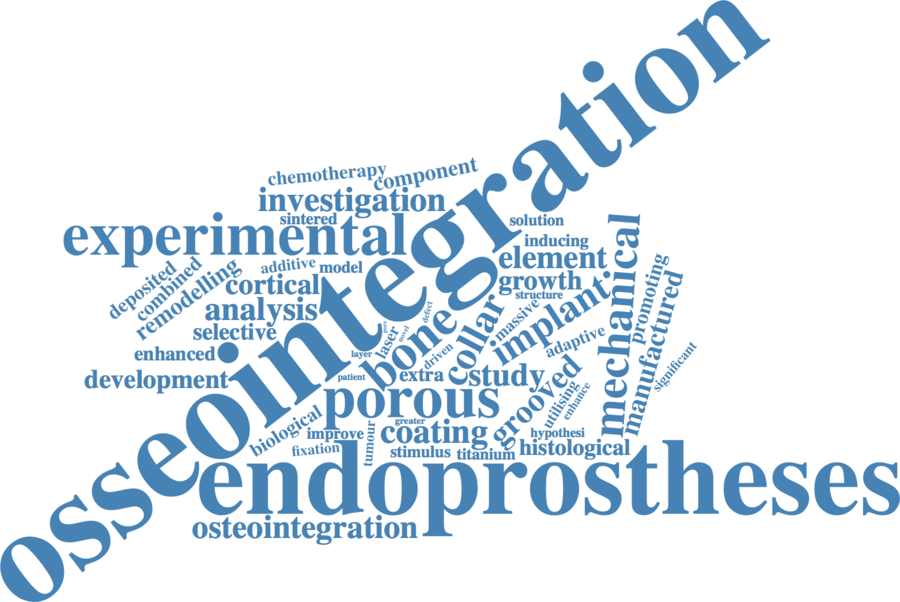 osseointegration
chemotherapy
component
investigation
sintered
experimental
solution
inducing
element
mechanical
promoting
deposited
combined
remodelling
additive
model
cortical
growth
structure
manufactured
analysis
selective
enhanced
development
layer
patient
pore
novel
laser
defect
bone
driven
collar
massive
implant
adaptive
significant
extra
study
porous
grooved
utilising
enhance
biological
improve
fixation
tumour
greater
coating
stimulus
titanium
hypothesi
histological
endoprostheses
osteointegration